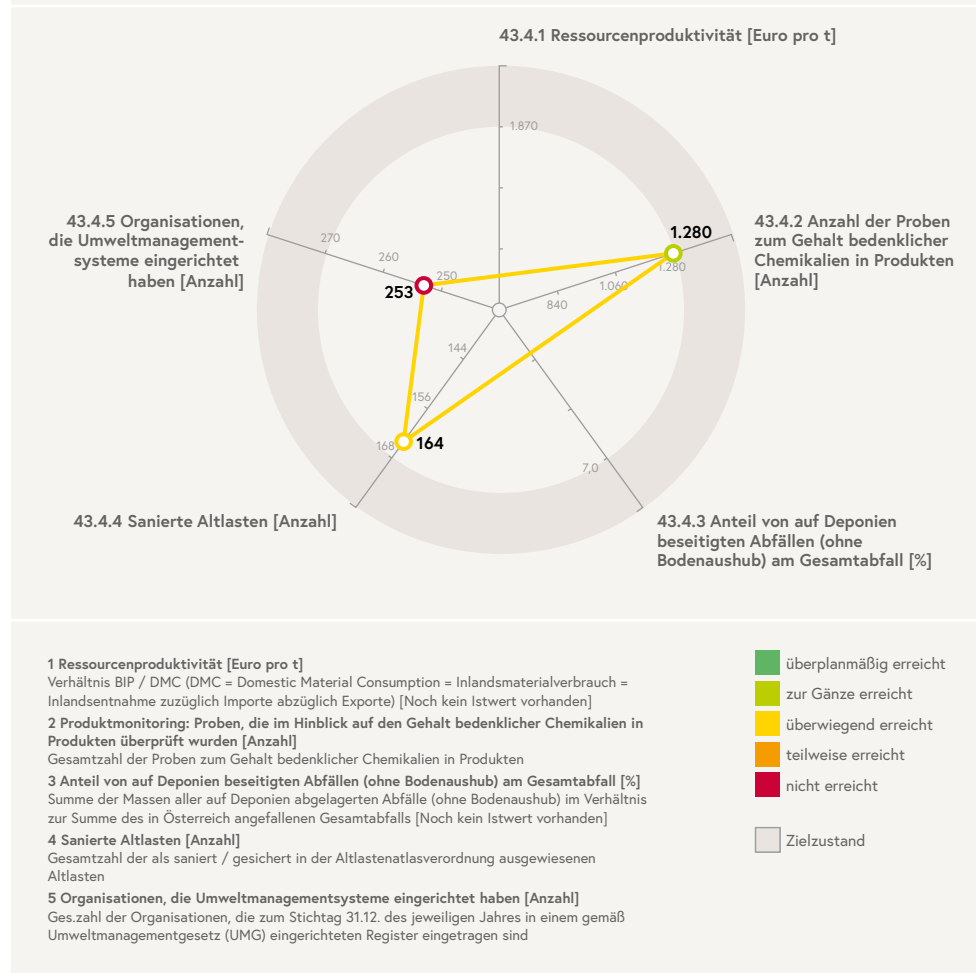 43.4.1 Ressourcenproduktivität [Euro pro t]
1.870
43.4.5 Organisationen,
die Umweltmanagement-
systeme eingerichtet
haben [Anzahl]
270
260
250
253
1.280
43.4.2 Anzahl der Proben
zum Gehalt bedenklicher
Chemikalien in Produkten
[Anzahl]
1.280
1.060
840
144
156
168
164
7,0
43.4.4 Sanierte Altlasten [Anzahl]
43.4.3 Anteil von auf Deponien
beseitigten Abfällen (ohne
Bodenaushub) am Gesamtabfall [%]
1 Ressourcenproduktivität [Euro pro t]
Verhältnis BIP / DMC (DMC = Domestic Material Consumption = Inlandsmaterialverbrauch =
Inlandsentnahme zuzüglich Importe abzüglich Exporte) [Noch kein Istwert vorhanden]
2 Produktmonitoring: Proben, die im Hinblick auf den Gehalt bedenklicher Chemikalien in
Produkten überprüft wurden [Anzahl]
Gesamtzahl der Proben zum Gehalt bedenklicher Chemikalien in Produkten
3 Anteil von auf Deponien beseitigten Abfällen (ohne Bodenaushub) am Gesamtabfall [%]
Summe der Massen aller auf Deponien abgelagerten Abfälle (ohne Bodenaushub) im Verhältnis
zur Summe des in Österreich angefallenen Gesamtabfalls [Noch kein Istwert vorhanden]
4 Sanierte Altlasten [Anzahl]
Gesamtzahl der als saniert / gesichert in der Altlastenatlasverordnung ausgewiesenen
Altlasten
5 Organisationen, die Umweltmanagementsysteme eingerichtet haben [Anzahl]
Ges.zahl der Organisationen, die zum Stichtag 31.12. des jeweiligen Jahres in einem gemäß
Umweltmanagementgesetz (UMG) eingerichteten Register eingetragen sind
überplanmäßig erreicht
zur Gänze erreicht
überwiegend erreicht
teilweise erreicht
nicht erreicht
Zielzustand